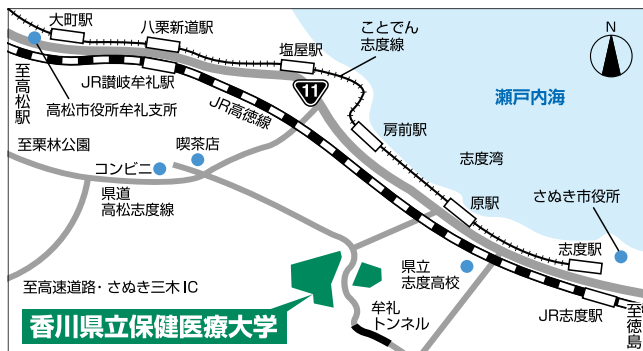 大町駅
八栗新道駅
塩屋駅
ことでん
志度線
N
至高松駅
JR讃岐牟礼駅
高松市役所牟礼支所
JR高徳線
11
瀬戸内海
房前駅
志度湾
至栗林公園
喫茶店
コンビニ
県道
高松志度線
原駅
さぬき市役所
志度駅
県立
志度高校
至高速道路・さぬき三木IC
牟礼
トンネル
JR志度駅
至徳島
香川県立保健医療大学